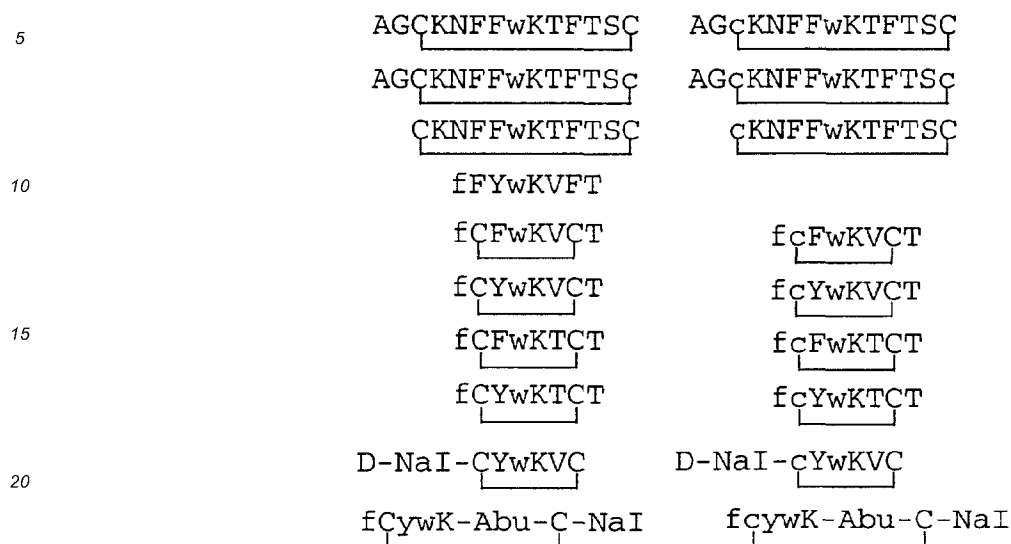 5 AGCKNFFwKTFTSC AGcKNFFwKTFTSC
AGCKNFFwKTFTSc AGcKNFFwKTFTSc
CKNFFwKTFTSC cKNFFwKTFTSC
10 fFYwKVFT
fCFwKVCT fcFwKVCT
fCYwKVCT fcYwKVCT
15 fCFwKTCT fcFwKTCT
fCYwKTCT fcYwKTCT
20 D-NaI-CYwKVC D-NaI-cYwKVC
fCywK-Abu-C-NaI fcywK-Abu-C-NaI